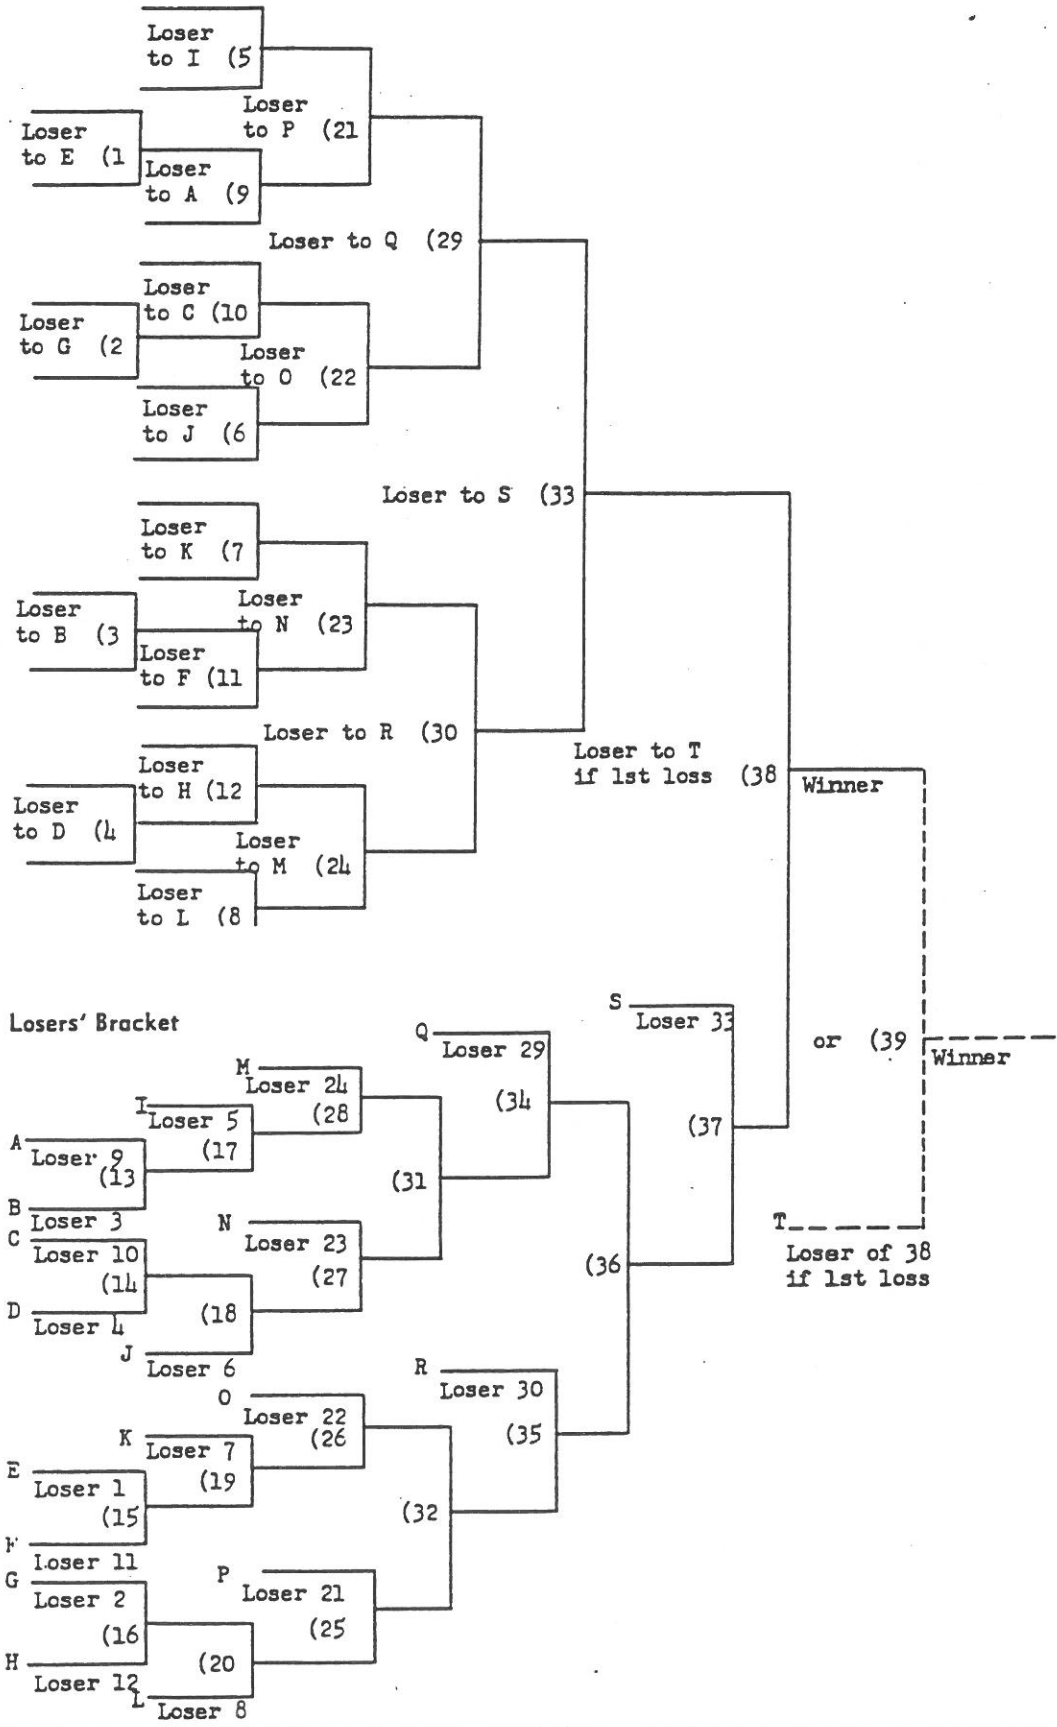 Loser
to I (5
Loser
to P (21
Loser
to E (1
Loser
to A (9
Loser to Q (29
Loser
to C (10
Loser
to G (2
Loser
to O (22
Loser
to J (6
Loser to S (33
Loser
to K (7
Loser
to N (23
Loser
to B (3
Loser
to F (11
Loser to R (30
Loser to T
if 1st loss (38
Winner
Loser
to H (12
Loser
to D (4
Loser
to M (24
Loser
to L (8
Losers' Bracket
S
Loser 33
or (39
Winner
Q
Loser 29
(34
M
Loser 24
(28
I
Loser 5
(17
(37
A
Loser 9
(13
(31
B
Loser 3
N
Loser 23
(27
C
Loser 10
(14
D
Loser 4
(18
J
Loser 6
(36
T
Loser of 38
if 1st loss
R
Loser 30
(35
O
Loser 22
(26
K
Loser 7
(19
E
Loser 1
(15
F
Loser 11
(32
G
Loser 2
(16
P
Loser 21
(25
H
Loser 12
(20
L
Loser 8